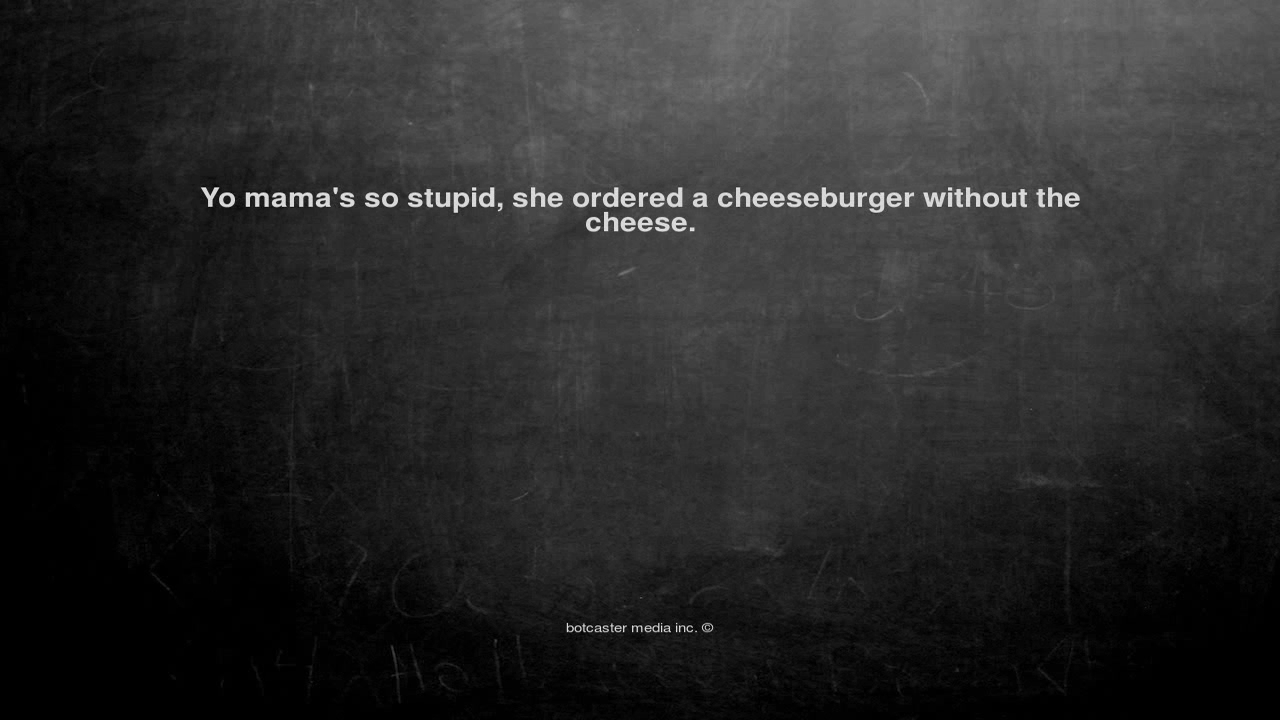 Yo mama's so stupid, she ordered a cheeseburger without the
cheese.
botcaster media inc. ©